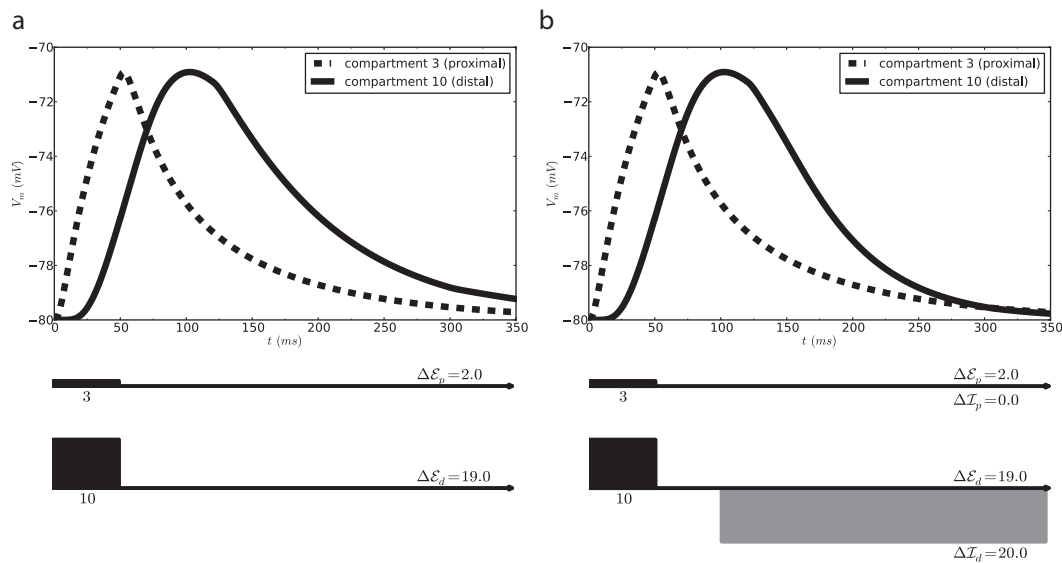 a
−70
−72
−74
−76
−78
−80
0
50
100
150
200
250
300
350
V_m (mV)
t (ms)
compartment 3 (proximal)
compartment 10 (distal)
Δℰ_p=2.0
3
Δℰ_d=19.0
10
b
−70
−72
−74
−76
−78
−80
0
50
100
150
200
250
300
350
V_m (mV)
t (ms)
compartment 3 (proximal)
compartment 10 (distal)
Δℰ_p=2.0
3
Δℐ_p=0.0
Δℰ_d=19.0
10
Δℐ_d=20.0